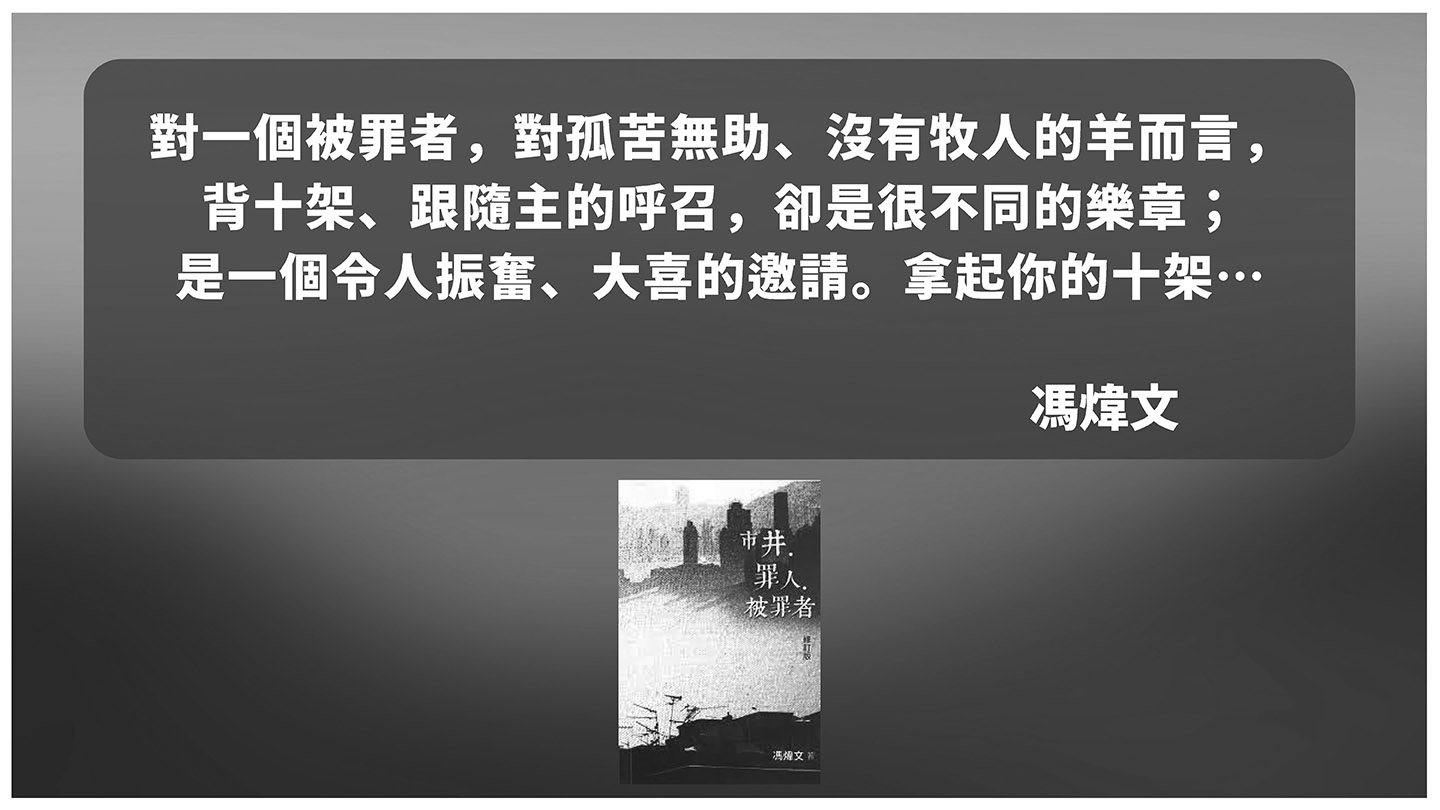 對一個被罪者，對孤苦無助、沒有牧人的羊而言，
背十架、跟隨主的呼召，卻是很不同的樂章；
是一個令人振奮、大喜的邀請。拿起你的十架…
馮煒文
市井．
罪人．
被罪者
修訂版
馮煒文 著